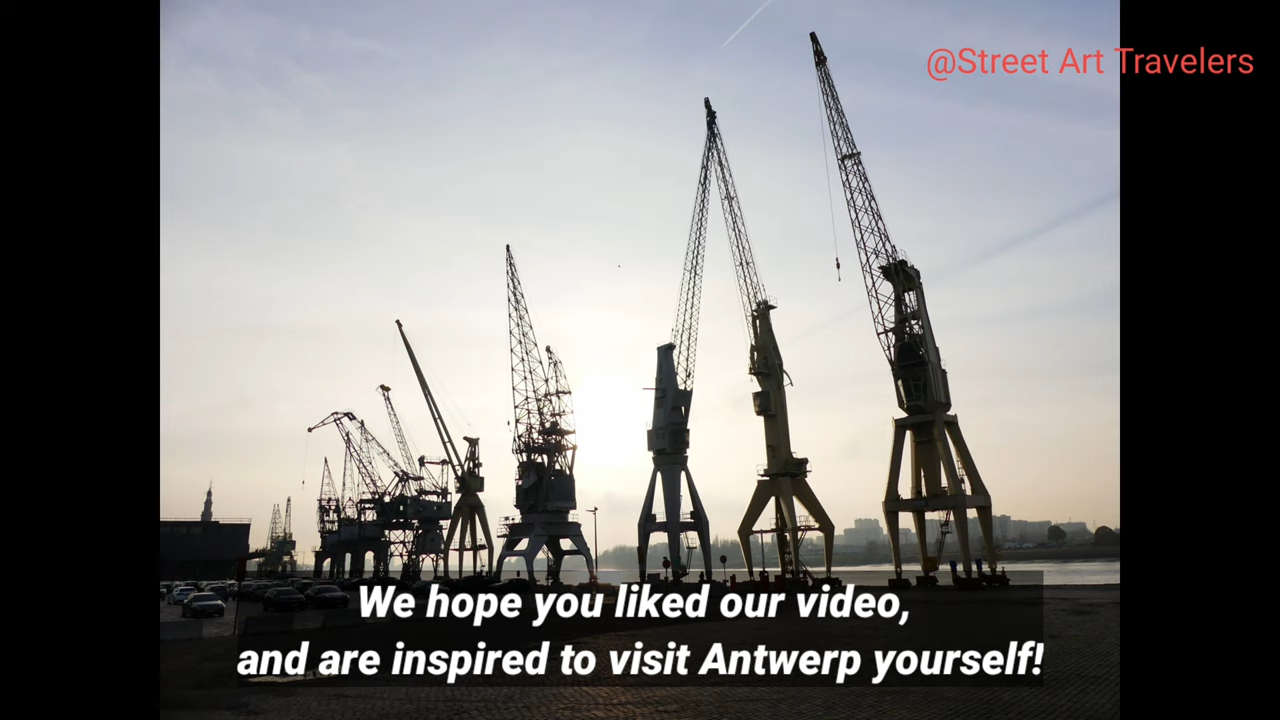 @Street Art Travelers
We hope you liked our video,
and are inspired to visit Antwerp yourself!